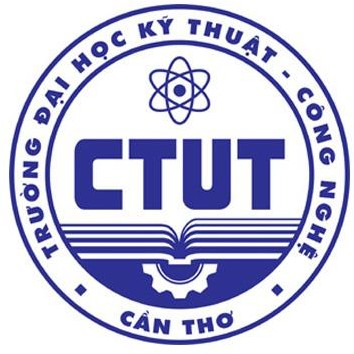 TRƯỜNG ĐẠI HỌC KỸ THUẬT - CÔNG NGHỆ
CTUT
CẦN THƠ